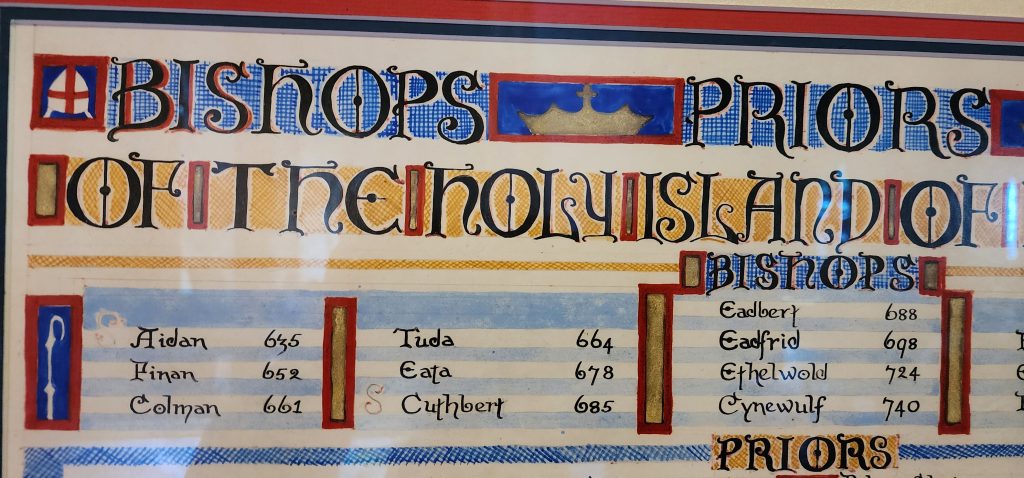 BISHOPS PRIORS
OF THE HOLY ISLAND OF
BISHOPS
S Aidan 635
Finan 652
Colman 661
Tuda 664
Eata 678
S Cuthbert 685
Eadbert 688
Eadfrid 698
Ethelwold 724
Cynewulf 740
PRIORS